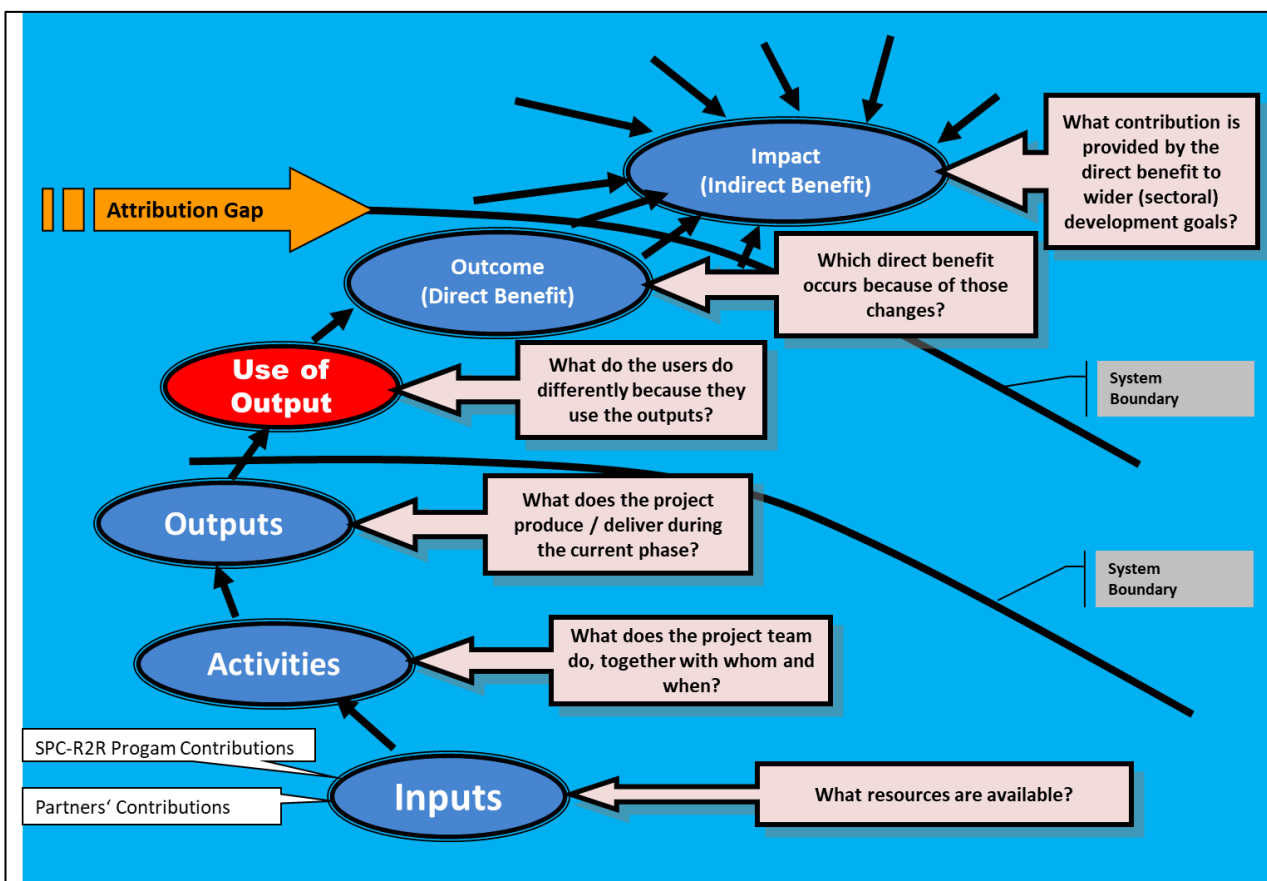 What contribution is
provided by the
direct benefit to
wider (sectoral)
development goals?
Impact
(Indirect Benefit)
Attribution Gap
Outcome
(Direct Benefit)
Which direct benefit
occurs because of those
changes?
Use of
Output
What do the users do
differently because they
use the outputs?
System
Boundary
Outputs
What does the project
produce / deliver during
the current phase?
System
Boundary
Activities
What does the project team
do, together with whom and
when?
SPC-R2R Progam Contributions
Partners‘ Contributions
Inputs
What resources are available?